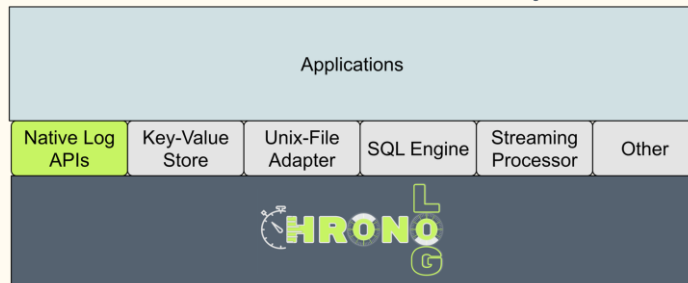 Applications
Native Log
APIs
Key-Value
Store
Unix-File
Adapter
SQL Engine
Streaming
Processor
Other
CHRONOLOG